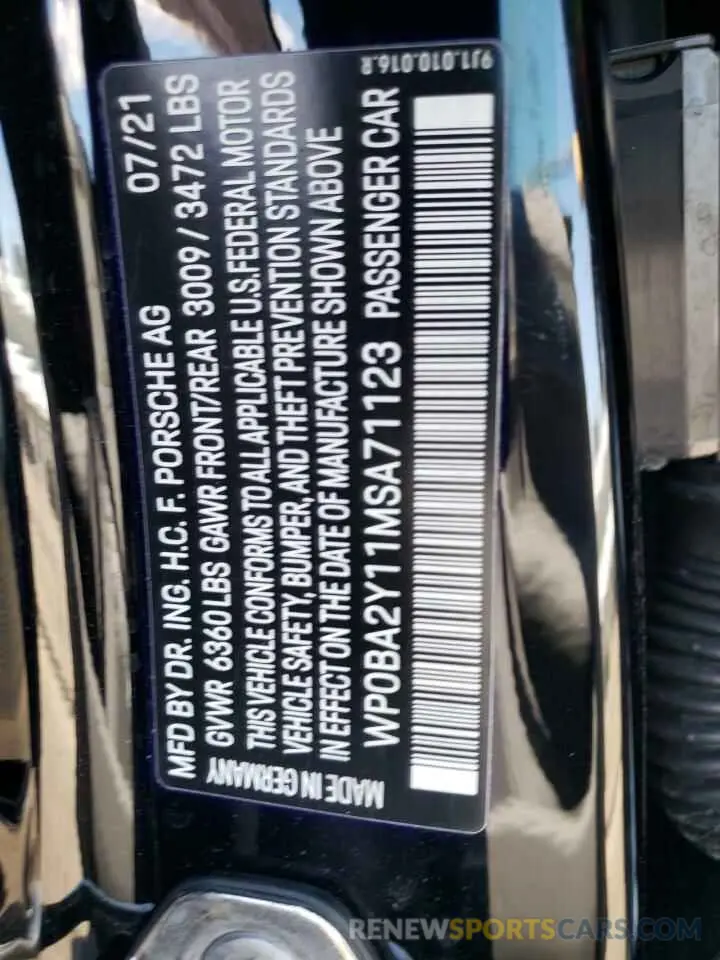 07/21
MFD BY DR. ING. H.C. F. PORSCHE AG
GVWR 6360 LBS GAWR FRONT/REAR 3009 / 3472 LBS
THIS VEHICLE CONFORMS TO ALL APPLICABLE U.S. FEDERAL MOTOR
VEHICLE SAFETY, BUMPER, AND THEFT PREVENTION STANDARDS
IN EFFECT ON THE DATE OF MANUFACTURE SHOWN ABOVE
WP0BA2Y11MSA71123 PASSENGER CAR
MADE IN GERMANY
9J1.010.016.R
RENEWSPORTSCARS.COM